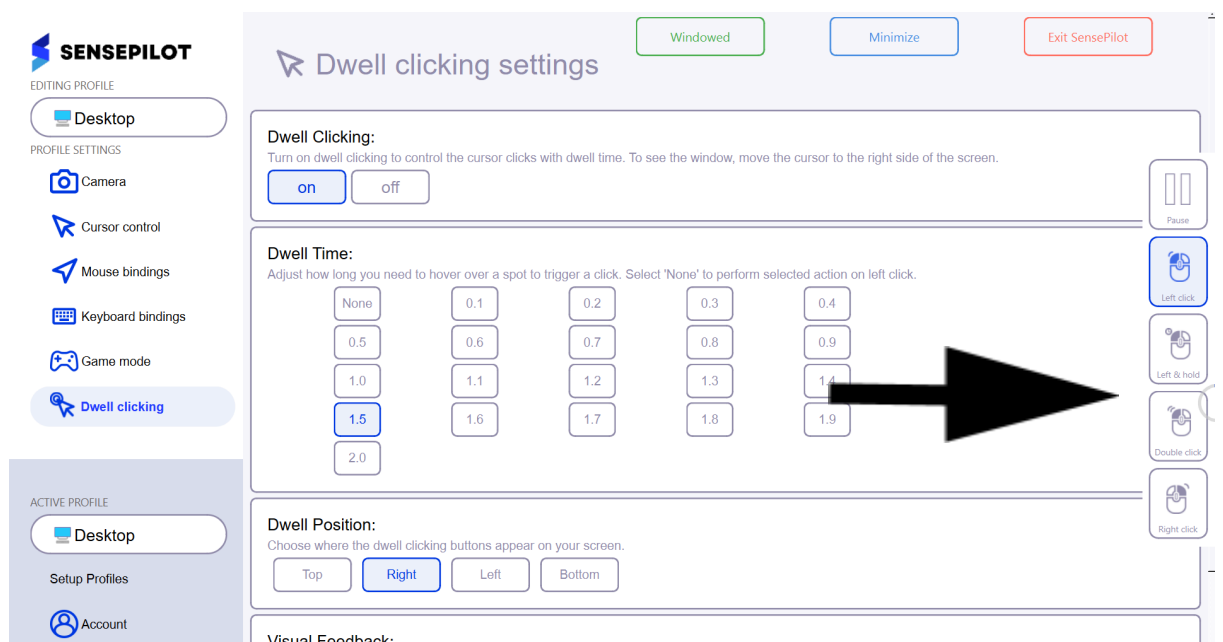 SENSEPILOT
EDITING PROFILE
Desktop
PROFILE SETTINGS
Camera
Cursor control
Mouse bindings
Keyboard bindings
Game mode
Dwell clicking
ACTIVE PROFILE
Desktop
Setup Profiles
Account
Windowed Minimize Exit SensePilot
Dwell clicking settings
Dwell Clicking:
Turn on dwell clicking to control the cursor clicks with dwell time. To see the window, move the cursor to the right side of the screen.
on off
Dwell Time:
Adjust how long you need to hover over a spot to trigger a click. Select 'None' to perform selected action on left click.
None 0.1 0.2 0.3 0.4
0.5 0.6 0.7 0.8 0.9
1.0 1.1 1.2 1.3 1.4
1.5 1.6 1.7 1.8 1.9
2.0
Dwell Position:
Choose where the dwell clicking buttons appear on your screen.
Top Right Left Bottom
Visual Feedback:
Pause
Left click
Left & hold
Double click
Right click